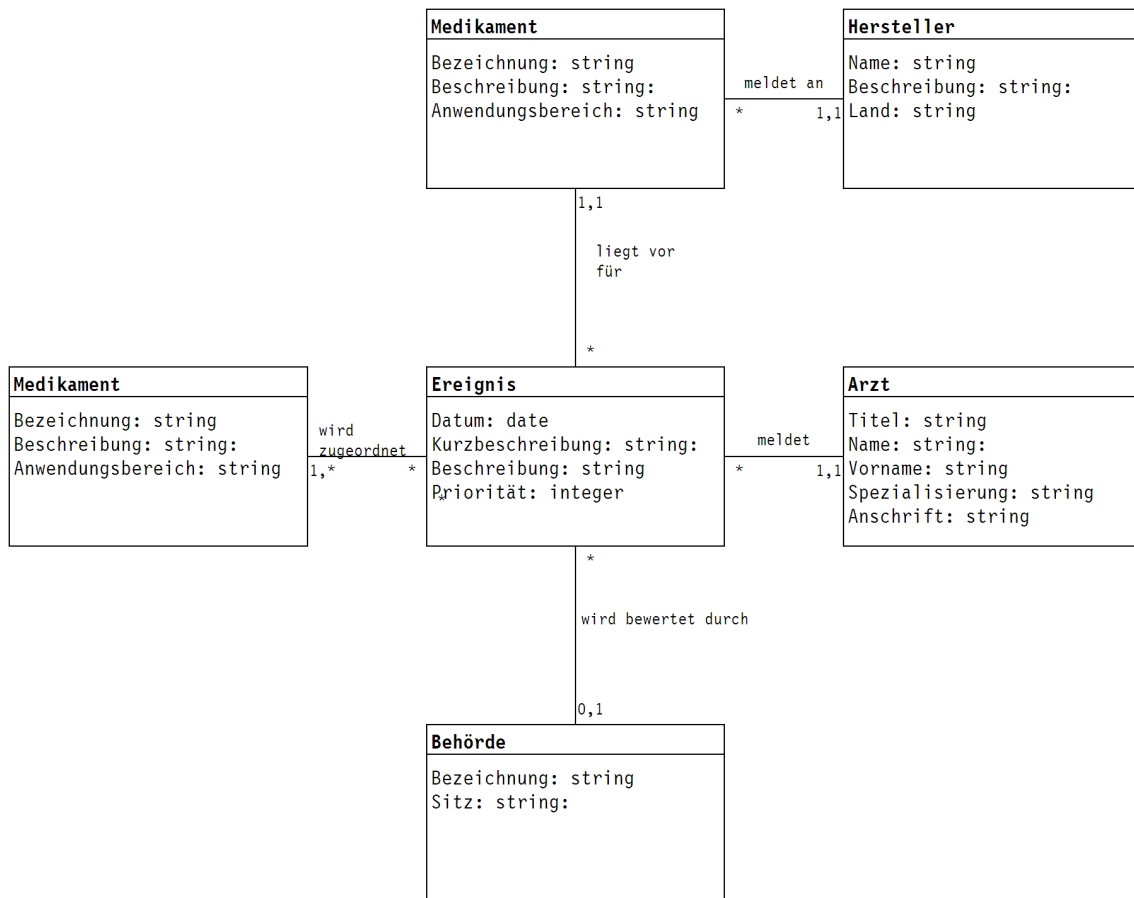 Medikament
Bezeichnung: string
Beschreibung: string:
Anwendungsbereich: string
meldet an
*
1,1
Hersteller
Name: string
Beschreibung: string:
Land: string
1,1
liegt vor
für
*
Medikament
Bezeichnung: string
Beschreibung: string:
Anwendungsbereich: string
wird
zugeordnet
1,*
*
Ereignis
Datum: date
Kurzbeschreibung: string:
Beschreibung: string
Priorität: integer
*
meldet
*
1,1
Arzt
Titel: string
Name: string:
Vorname: string
Spezialisierung: string
Anschrift: string
*
wird bewertet durch
0,1
Behörde
Bezeichnung: string
Sitz: string: